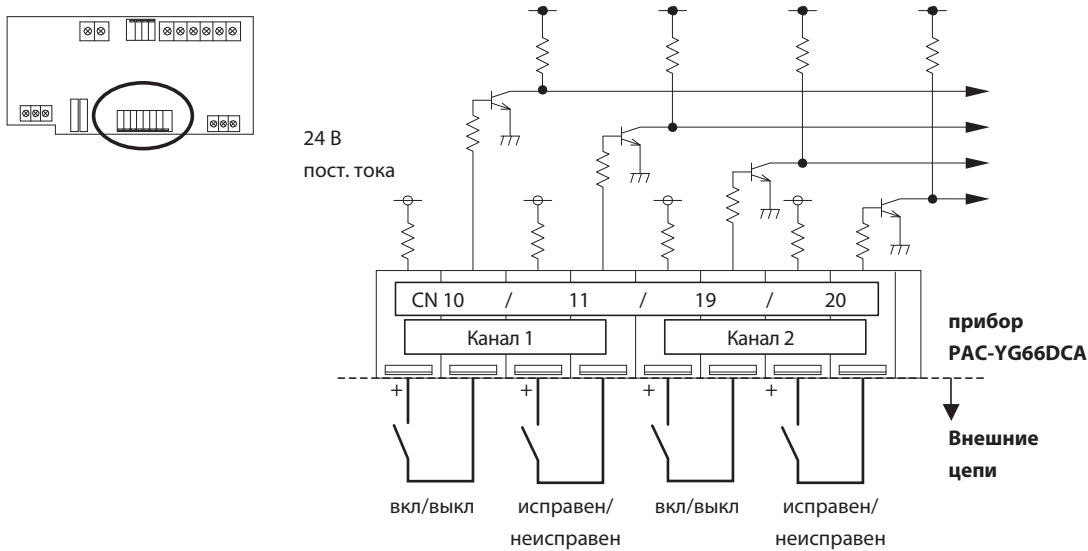 24 В
пост. тока
CN 10 / 11 / 19 / 20
Канал 1 Канал 2
прибор
PAC-YG66DCA
+ + + +
Внешние
цепи
вкл/выкл исправен/ вкл/выкл исправен/
неисправен неисправен